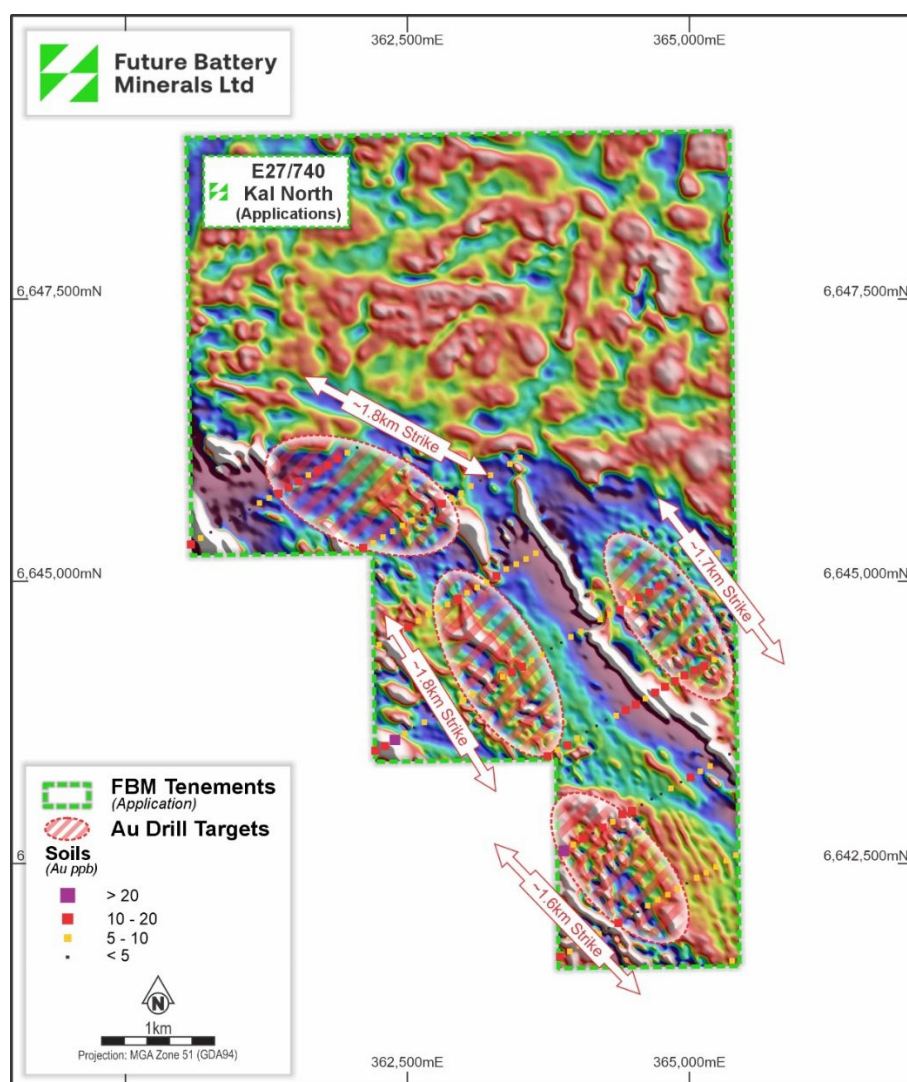 362,500mE
365,000mE
Future Battery
Minerals Ltd
E27/740
Kal North
(Applications)
6,647,500mN
6,647,500mN
~1.8km Strike
~1.7km Strike
6,645,000mN
6,645,000mN
~1.8km Strike
FBM Tenements
(Application)
Au Drill Targets
Soils
(Au ppb)
> 20
10 - 20
5 - 10
< 5
N
1km
Projection: MGA Zone 51 (GDA94)
6
6,642,500mN
~1.6km Strike
362,500mE
365,000mE